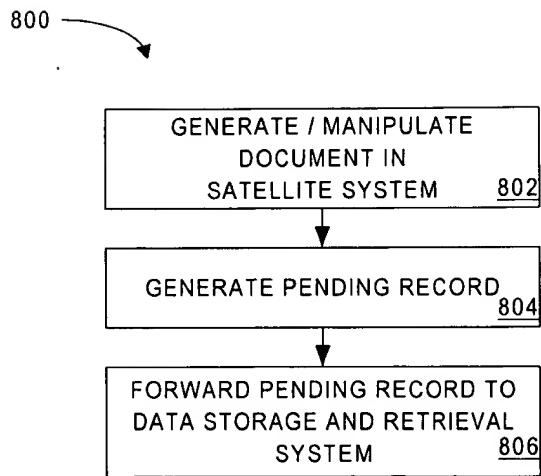 800
GENERATE / MANIPULATE
DOCUMENT IN
SATELLITE SYSTEM 802
GENERATE PENDING RECORD
804
FORWARD PENDING RECORD TO
DATA STORAGE AND RETRIEVAL
SYSTEM 806